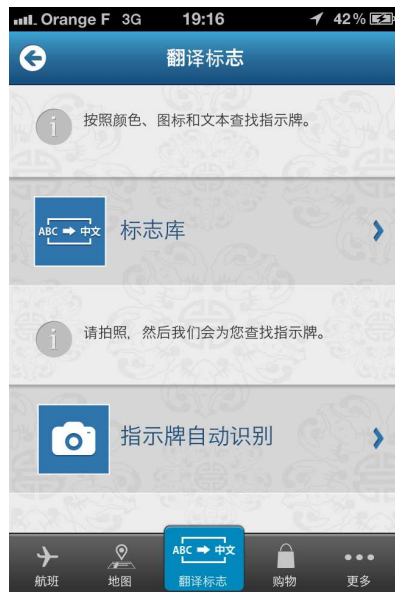 Orange F 3G 19:16 42%
翻译标志
i 按照颜色、图标和文本查找指示牌。
ABC ➡ 中文 标志库
i 请拍照，然后我们会为您查找指示牌。
指示牌自动识别
ABC ➡ 中文
航班 地图 翻译标志 购物 更多